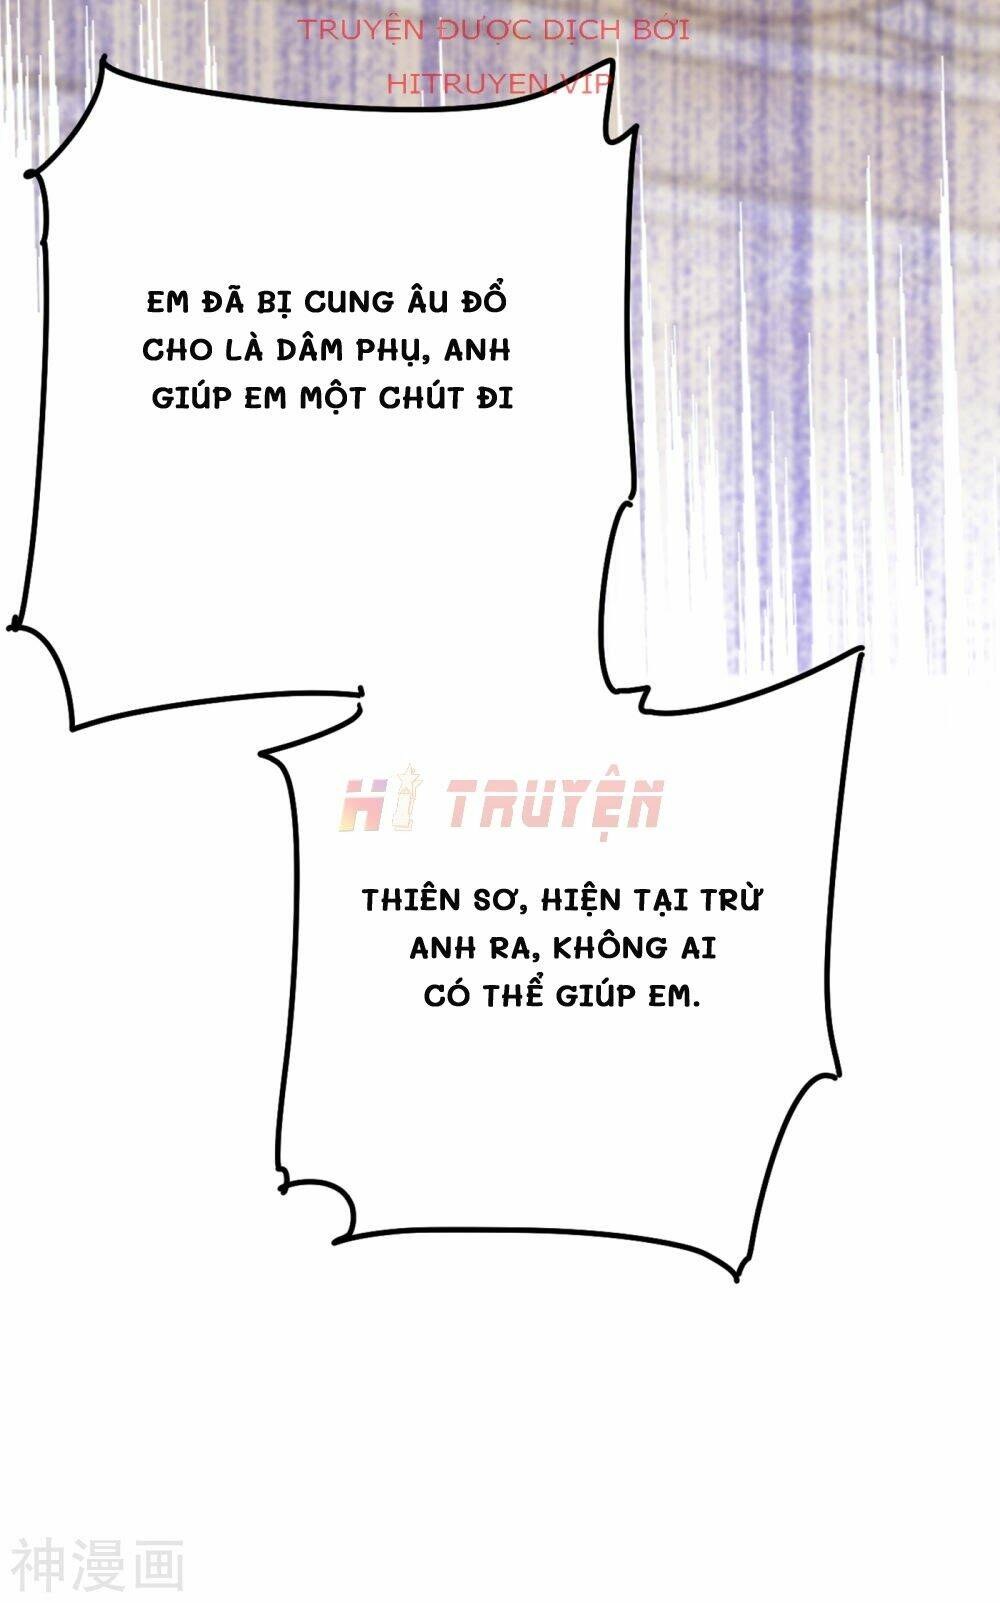 TRUYỆN ĐƯỢC DỊCH BỞI
HITRUYEN.VIP
EM ĐÃ BỊ CUNG ÂU ĐỔ
CHO LÀ DÂM PHỤ, ANH
GIÚP EM MỘT CHÚT ĐI
HI TRUYỆN
THIÊN SƠ, HIỆN TẠI TRỪ
ANH RA, KHÔNG AI
CÓ THỂ GIÚP EM.
神漫画